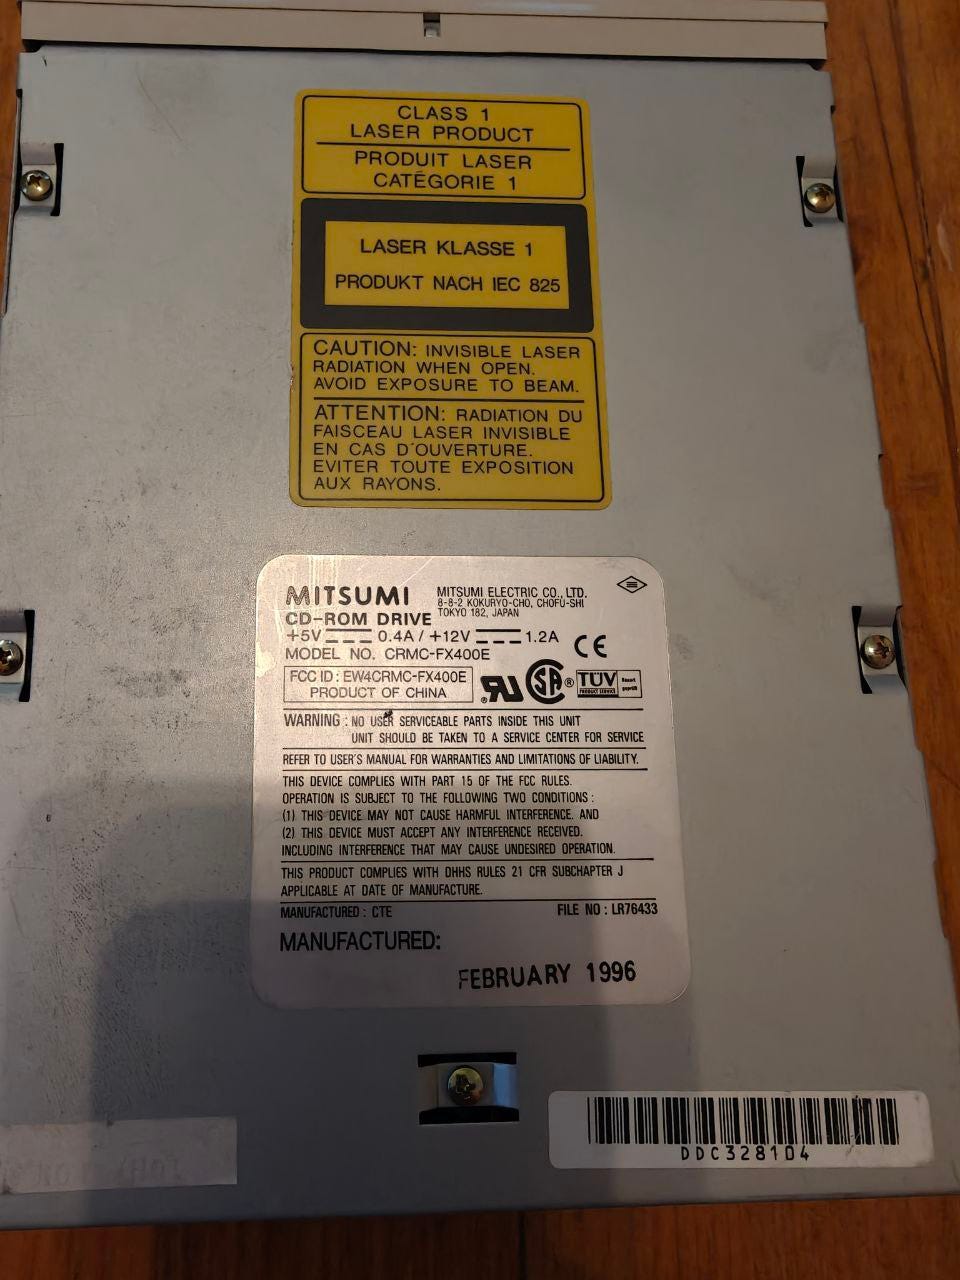 CLASS 1
LASER PRODUCT
PRODUIT LASER
CATÉGORIE 1
LASER KLASSE 1
PRODUKT NACH IEC 825
CAUTION: INVISIBLE LASER
RADIATION WHEN OPEN.
AVOID EXPOSURE TO BEAM.
ATTENTION: RADIATION DU
FAISCEAU LASER INVISIBLE
EN CAS D'OUVERTURE.
EVITER TOUTE EXPOSITION
AUX RAYONS.
MITSUMI MITSUMI ELECTRIC CO., LTD.
8-8-2 KOKURYO-CHO, CHOFU-SHI
TOKYO 182, JAPAN
CD-ROM DRIVE
+5V 0.4A / +12V 1.2A
MODEL NO. CRMC-FX400E CE
FCC ID : EW4CRMC-FX400E
PRODUCT OF CHINA
RU SA ® TÜV
PRODUCT SERVICE
WARNING : NO USER SERVICEABLE PARTS INSIDE THIS UNIT
UNIT SHOULD BE TAKEN TO A SERVICE CENTER FOR SERVICE
REFER TO USER'S MANUAL FOR WARRANTIES AND LIMITATIONS OF LIABILITY.
THIS DEVICE COMPLIES WITH PART 15 OF THE FCC RULES.
OPERATION IS SUBJECT TO THE FOLLOWING TWO CONDITIONS :
(1) THIS DEVICE MAY NOT CAUSE HARMFUL INTERFERENCE. AND
(2) THIS DEVICE MUST ACCEPT ANY INTERFERENCE RECEIVED.
INCLUDING INTERFERENCE THAT MAY CAUSE UNDESIRED OPERATION.
THIS PRODUCT COMPLIES WITH DHHS RULES 21 CFR SUBCHAPTER J
APPLICABLE AT DATE OF MANUFACTURE.
MANUFACTURED : CTE FILE NO : LR76433
MANUFACTURED:
FEBRUARY 1996
DDC328104